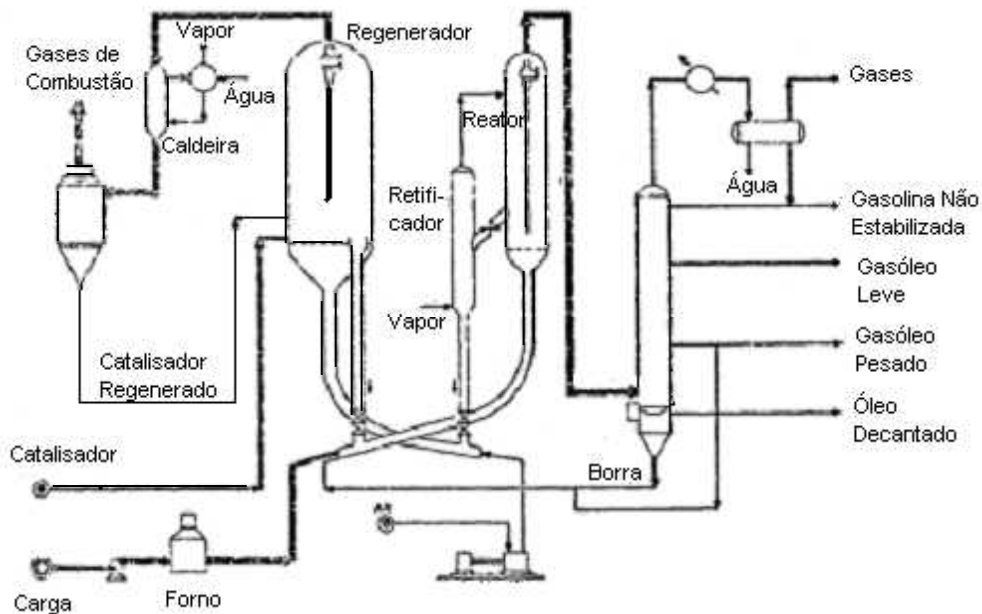 Vapor
Gases de
Combustão
Água
Caldeira
Regenerador
Reator
Retifi-
cador
Vapor
Gases
Água
Gasolina Não
Estabilizada
Gasóleo
Leve
Gasóleo
Pesado
Óleo
Decantado
Catalisador
Regenerado
Catalisador
Borra
Ar
Carga
Forno